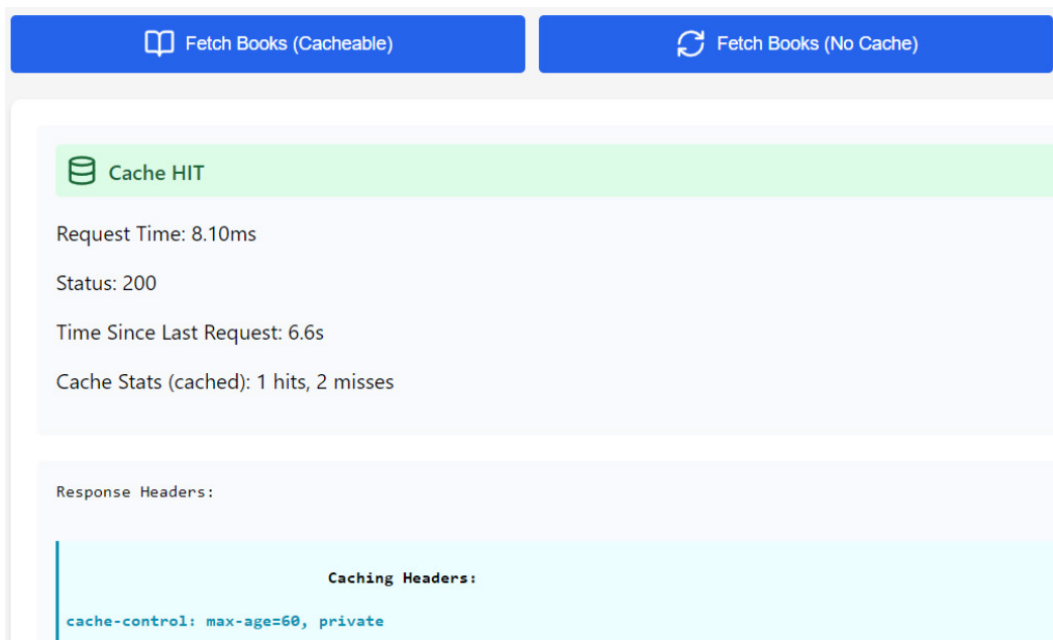 Fetch Books (Cacheable)
Fetch Books (No Cache)
Cache HIT
Request Time: 8.10ms
Status: 200
Time Since Last Request: 6.6s
Cache Stats (cached): 1 hits, 2 misses
Response Headers:
Caching Headers:
cache-control: max-age=60, private